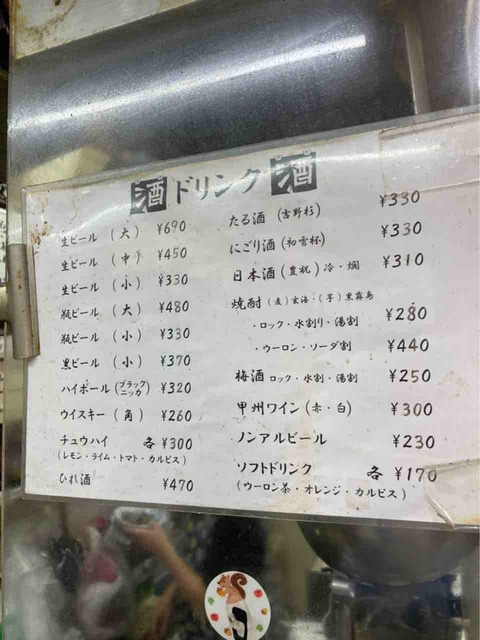 酒 ドリンク 酒
生ビール (大) ¥690
生ビール (中) ¥450
生ビール (小) ¥330
瓶ビール (大) ¥480
瓶ビール (小) ¥330
黒ビール (小) ¥370
ハイボール (ブラックニッカ) ¥320
ウイスキー (角) ¥260
チュウハイ 各 ¥300
(レモン・ライム・トマト・カルピス)
ひれ酒 ¥470
たる酒 (吉野杉) ¥330
にごり酒 (初雪杯) ¥330
日本酒 (豊祝) 冷・燗 ¥310
焼酎 (麦)玄海・(芋)黒霧島
・ロック・水割り・湯割 ¥280
・ウーロン・ソーダ割 ¥440
梅酒 ロック・水割・湯割 ¥250
甲州ワイン (赤・白) ¥300
ノンアルビール ¥230
ソフトドリンク 各 ¥170
(ウーロン茶・オレンジ・カルピス)